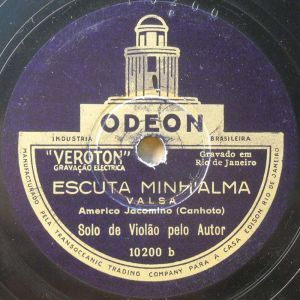 ODEON
INDUSTRIA BRASILEIRA
"VEROTON"
GRAVAÇÃO ELECTRICA
Gravado em
Rio de Janeiro
ESCUTA MINH'ALMA
VALSA
Americo Jacomino (Canhoto)
Solo de Violão pelo Autor
10200 b
MANUFACTURADO PELA TRANSOCEANIC TRADING COMPANY PARA A CASA EDISON RIO DE JANEIRO